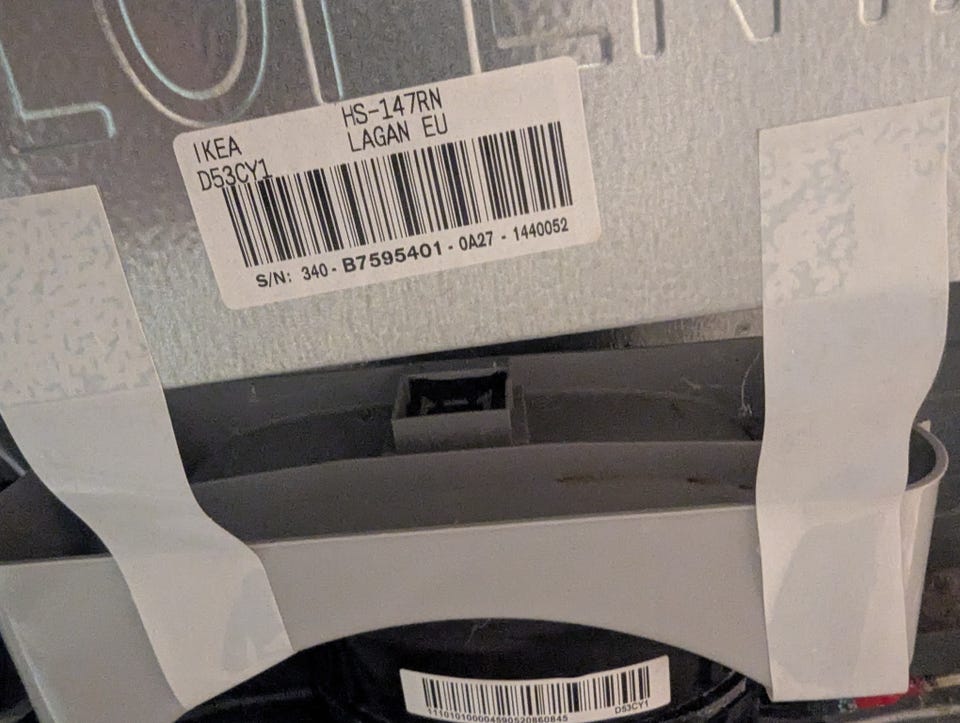 IKEA HS-147RN
D53CY1 LAGAN EU
S/N: 340 - B7595401 - 0A27 - 1440052
D53CY1